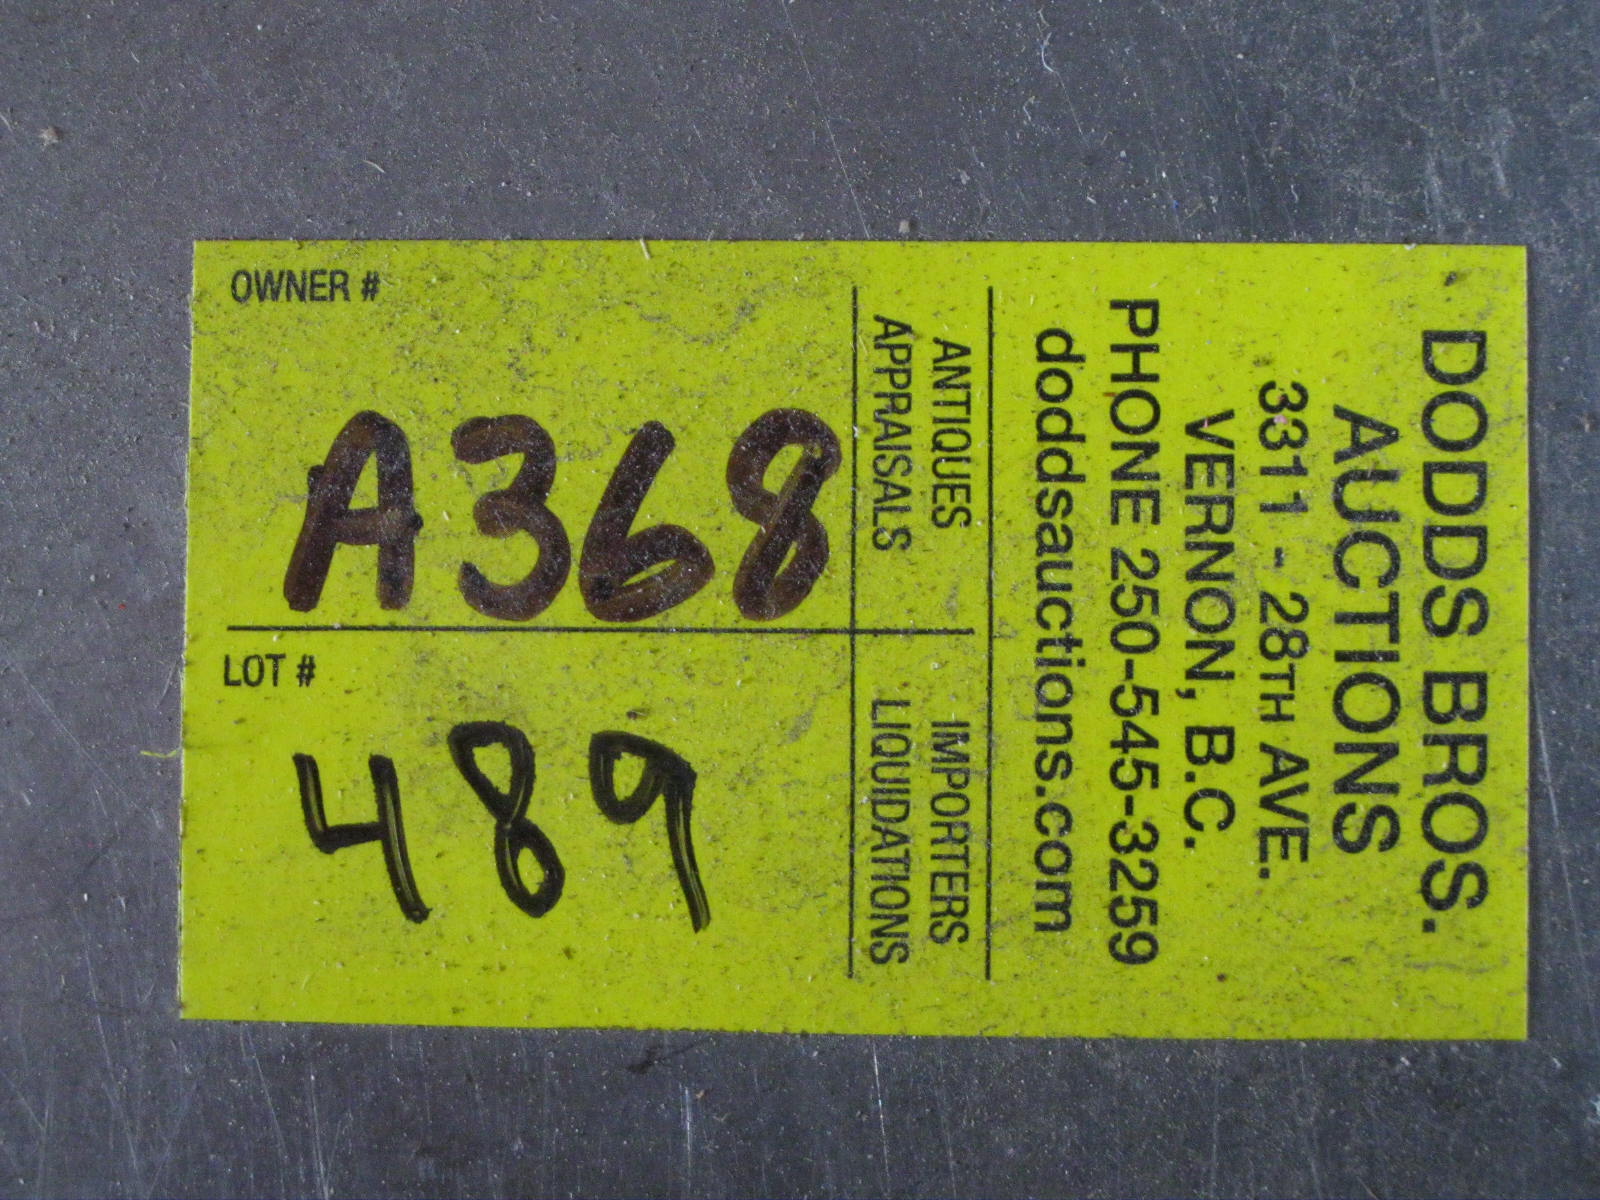 DODDS BROS.
AUCTIONS
3311 - 28TH AVE.
VERNON, B.C.
PHONE 250-545-3259
doddsauctions.com
ANTIQUES IMPORTERS
APPRAISALS LIQUIDATIONS
OWNER #
A368
LOT #
489